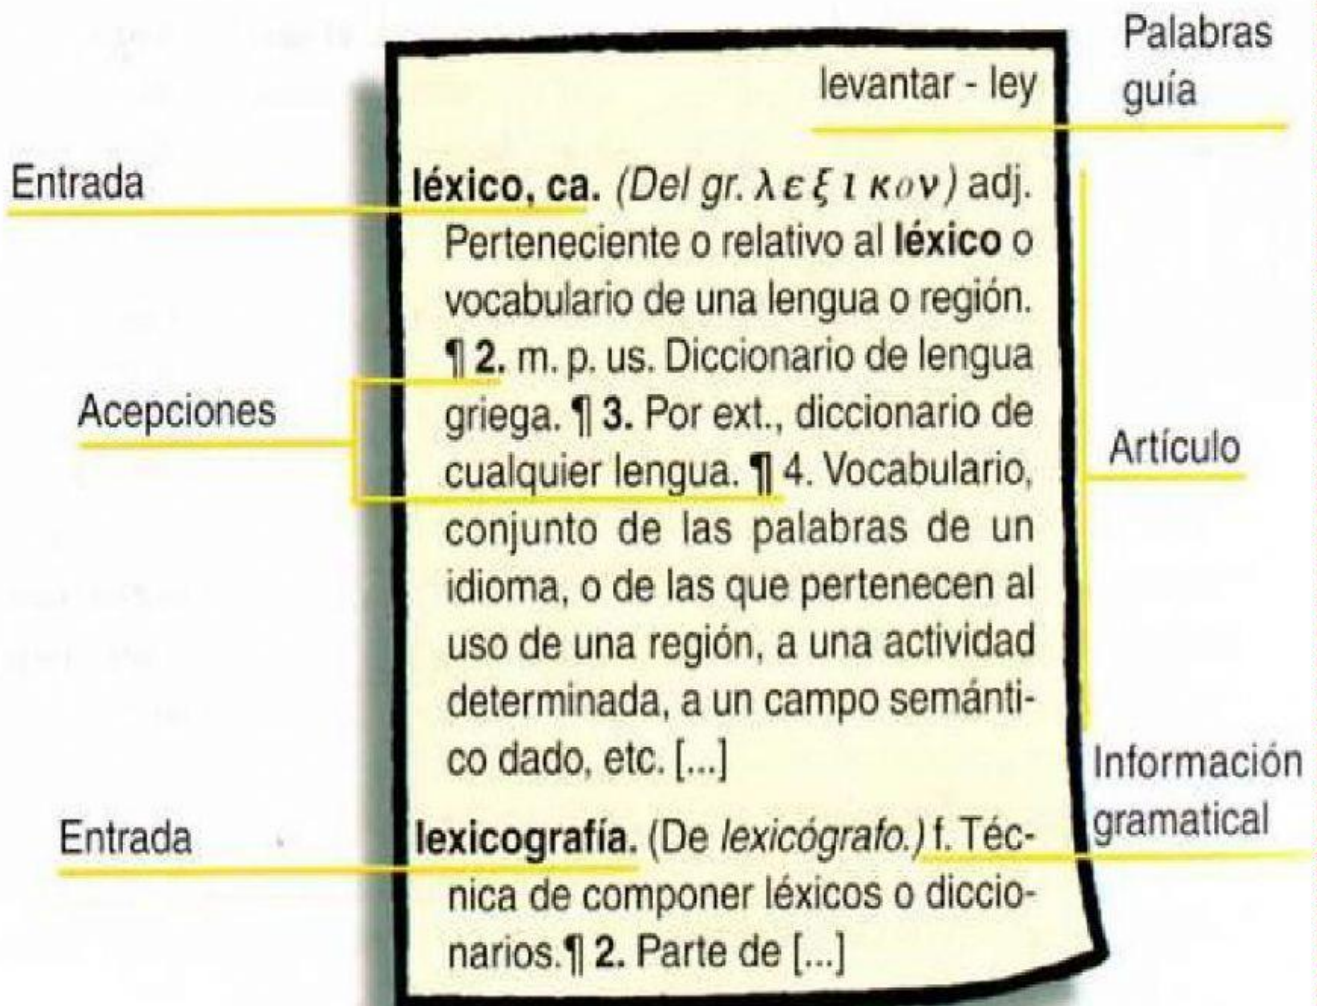 Palabras
guía
levantar - ley
Entrada
léxico, ca. (Del gr. λεξικον) adj.
Perteneciente o relativo al léxico o
vocabulario de una lengua o región.
¶ 2. m. p. us. Diccionario de lengua
griega. ¶ 3. Por ext., diccionario de
cualquier lengua. ¶ 4. Vocabulario,
conjunto de las palabras de un
idioma, o de las que pertenecen al
uso de una región, a una actividad
determinada, a un campo semánti-
co dado, etc. [...]
Acepciones
Artículo
Información
gramatical
Entrada
lexicografía. (De lexicógrafo.) f. Téc-
nica de componer léxicos o diccio-
narios.¶ 2. Parte de [...]